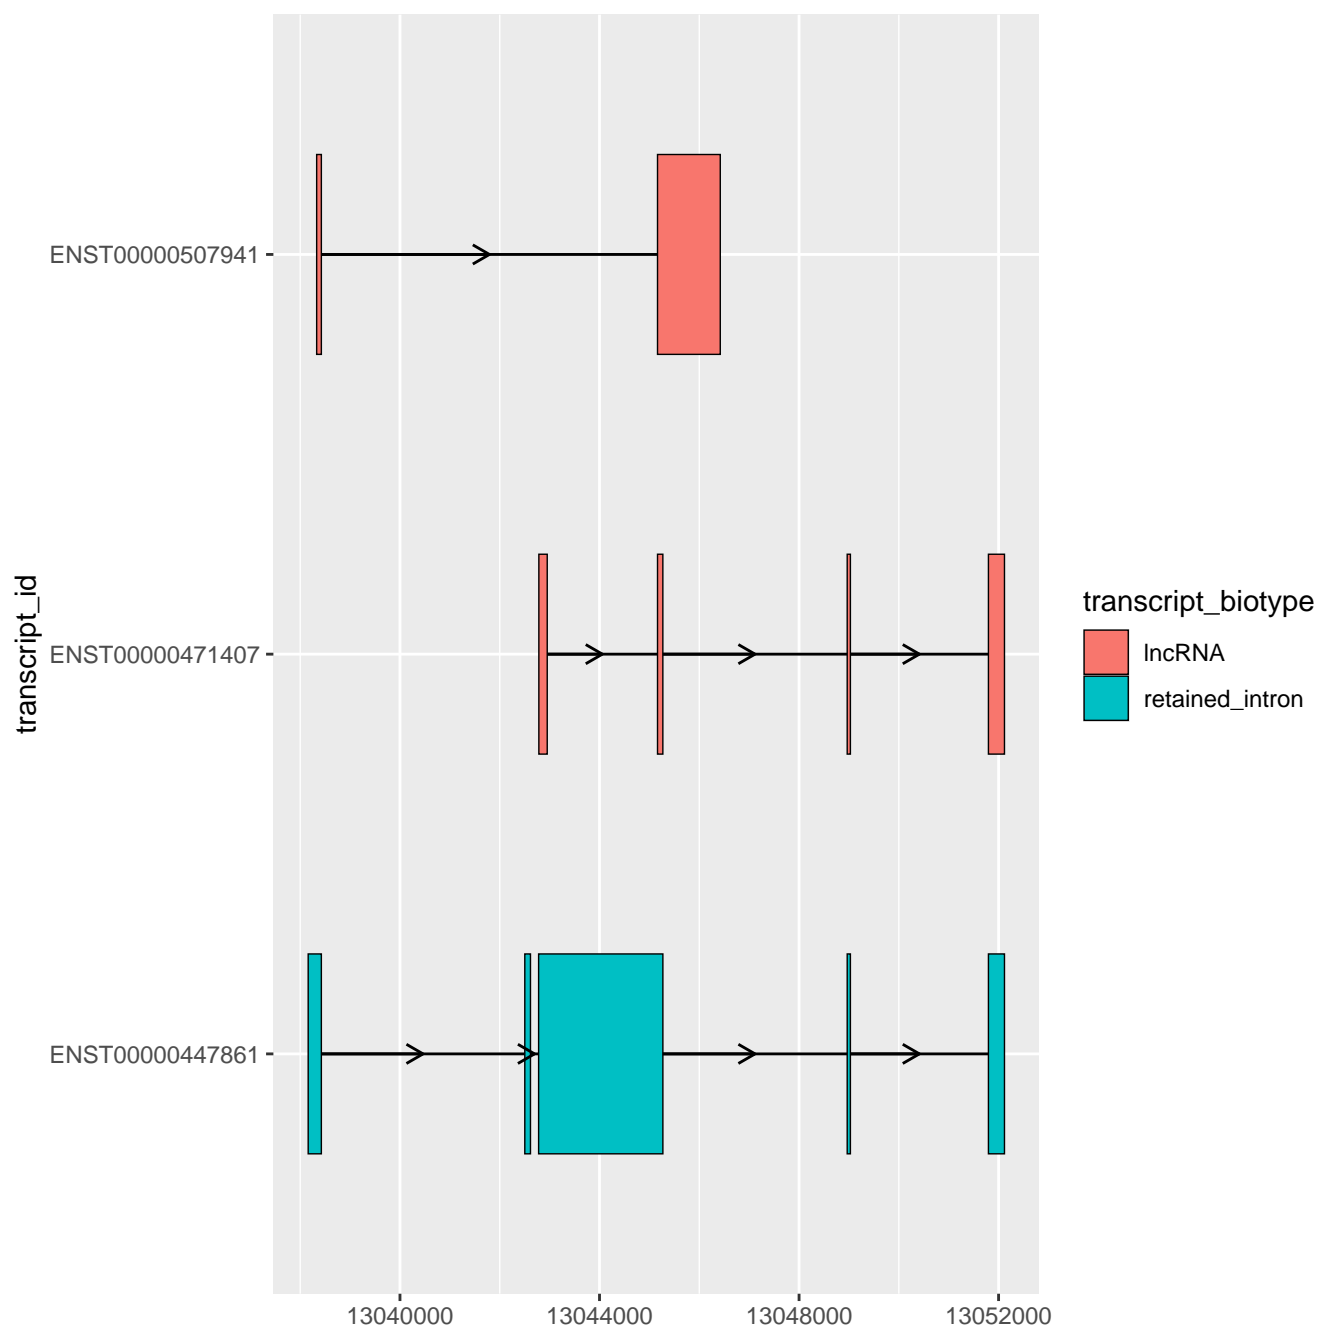 transcript_id
ENST00000507941
ENST00000471407
ENST00000447861
13040000
13044000
13048000
13052000
transcript_biotype
lncRNA
retained_intron